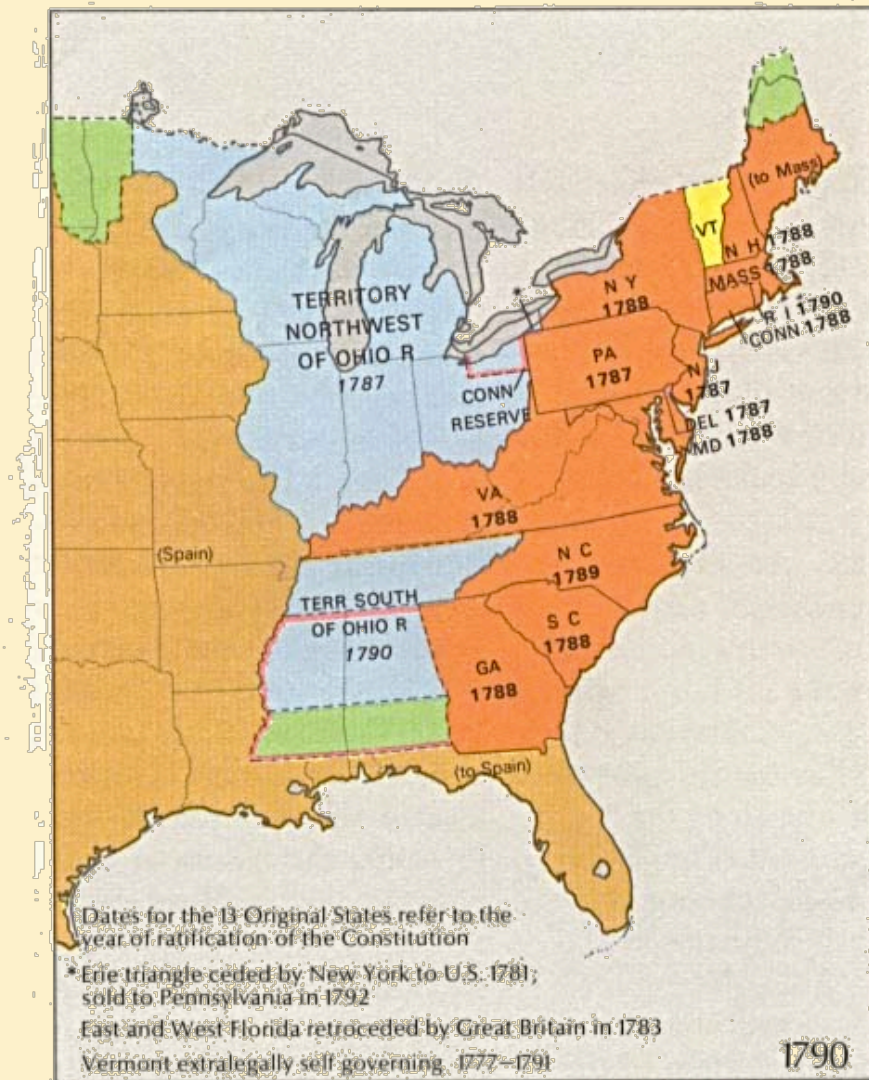 (to Mass)
VT
N H 1788
MASS 1788
N Y
1788
R I 1790
CONN 1788
TERRITORY
NORTHWEST
OF OHIO R
1787
PA
1787
N J
1787
CONN
RESERVE
DEL 1787
MD 1788
VA
1788
(Spain)
N C
1789
TERR SOUTH
OF OHIO R
1790
S C
1788
GA
1788
(to Spain)
Dates for the 13 Original States refer to the
year of ratification of the Constitution
* Erie triangle ceded by New York to U.S. 1781;
sold to Pennsylvania in 1792
East and West Florida retroceded by Great Britain in 1783
Vermont extralegally self governing 1777–1791
1790